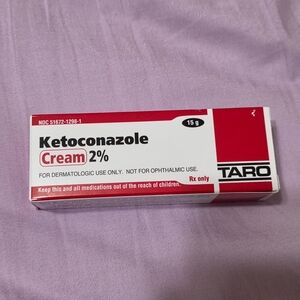 NDC 51672-1298-1
15 g
Ketoconazole
Cream 2%
FOR DERMATOLOGIC USE ONLY. NOT FOR OPHTHALMIC USE.
Rx only
Keep this and all medications out of the reach of children.
TARO